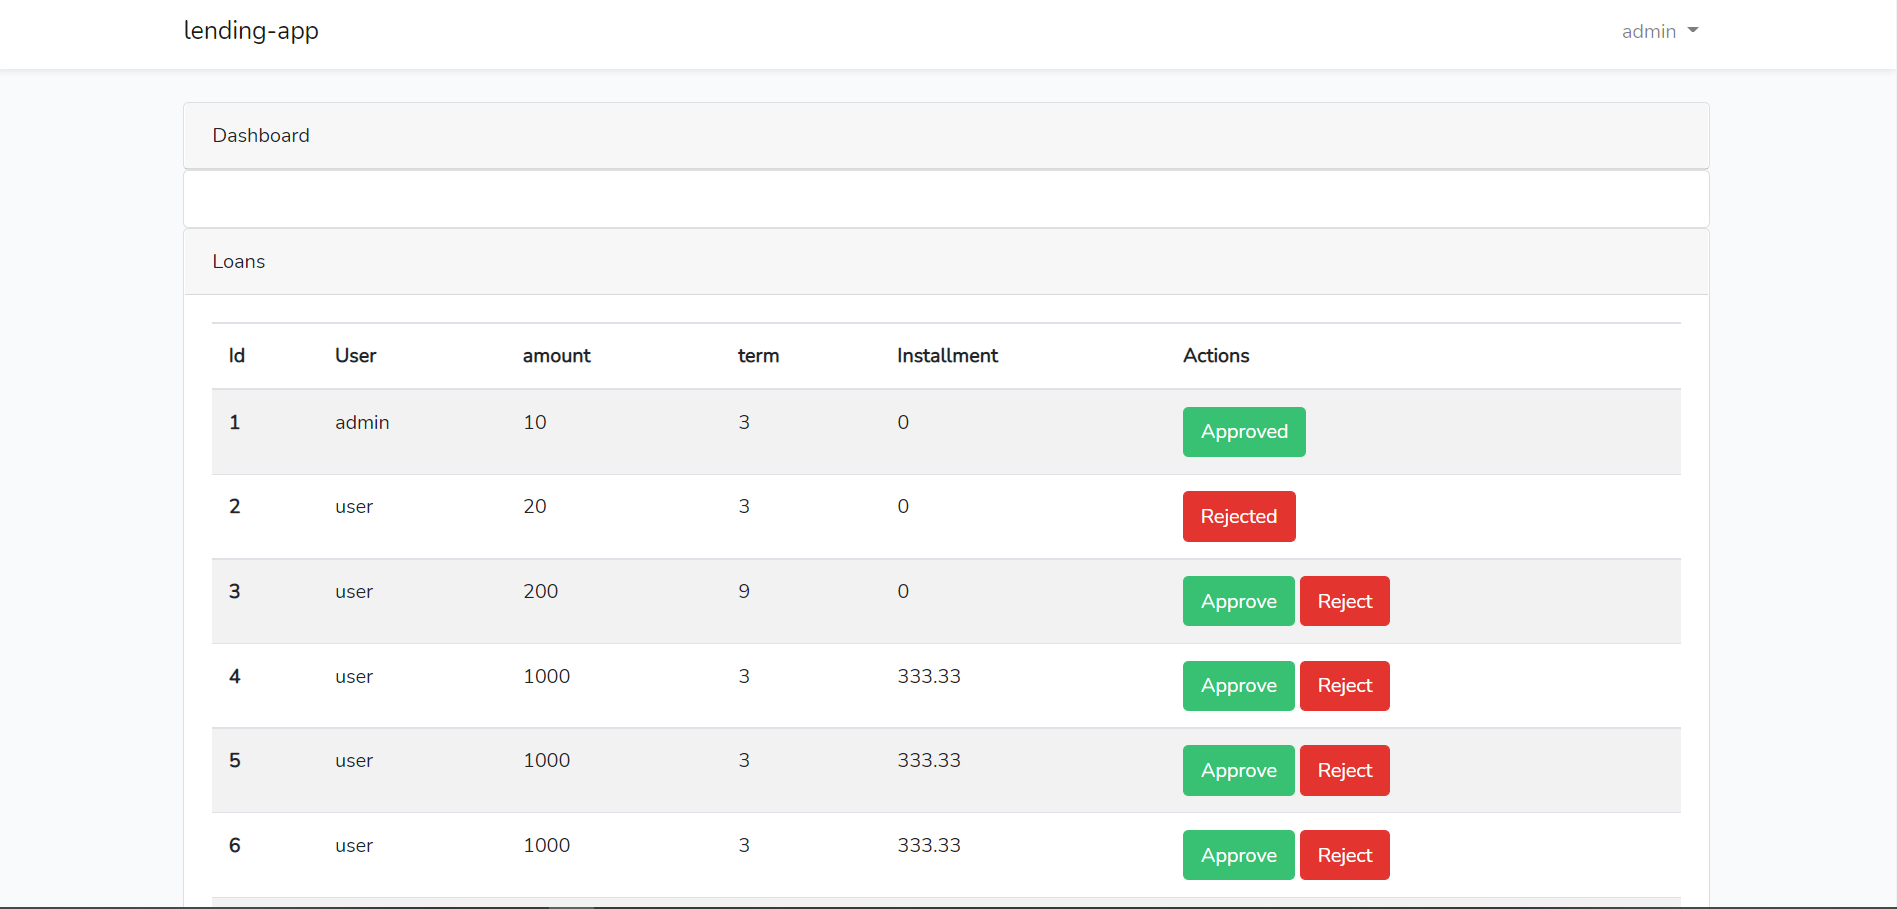 lending-app admin
Dashboard
Loans
Id User amount term Installment Actions
1 admin 10 3 0 Approved
2 user 20 3 0 Rejected
3 user 200 9 0 Approve Reject
4 user 1000 3 333.33 Approve Reject
5 user 1000 3 333.33 Approve Reject
6 user 1000 3 333.33 Approve Reject